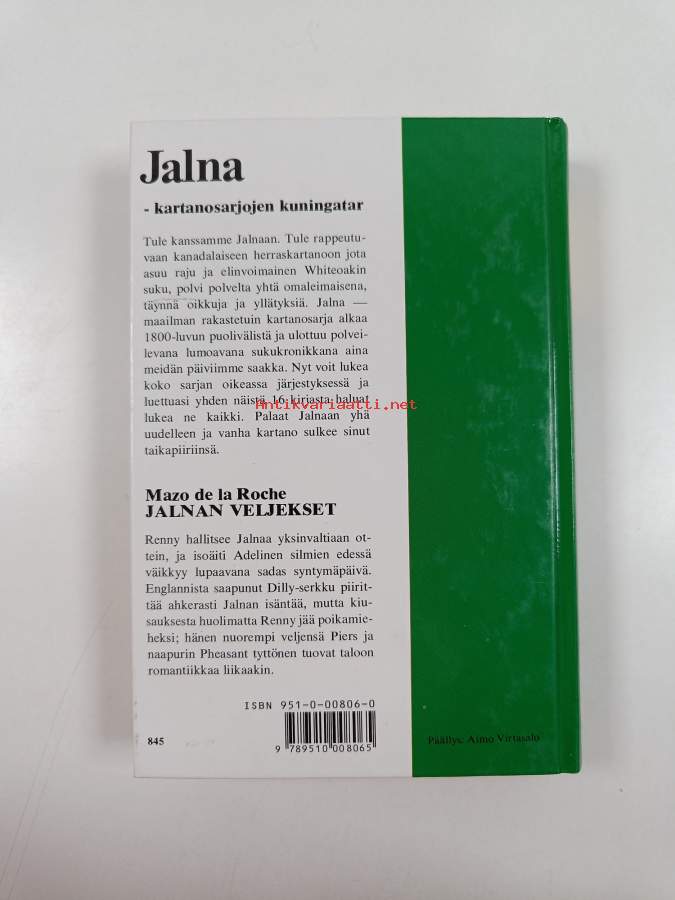 Jalna
- kartanosarjojen kuningatar
Tule kanssamme Jalnaan. Tule rappeutu-
vaan kanadalaiseen herraskartanoon jota
asuu raju ja elinvoimainen Whiteoakin
suku, polvi polvelta yhtä omaleimaisena,
täynnä oikkuja ja yllätyksiä. Jalna —
maailman rakastetuin kartanosarja alkaa
1800-luvun puolivälistä ja ulottuu polvei-
levana lumoavana sukukronikkana aina
meidän päiviimme saakka. Nyt voit lukea
koko sarjan oikeassa järjestyksessä ja
luettuasi yhden näistä 16 kirjasta haluat
Antikvariaatti.net
lukea ne kaikki. Palaat Jalnaan yhä
uudelleen ja vanha kartano sulkee sinut
taikapiiriinsä.
Mazo de la Roche
JALNAN VELJEKSET
Renny hallitsee Jalnaa yksinvaltiaan ot-
tein, ja isoäiti Adelinen silmien edessä
väikkyy lupaavana sadas syntymäpäivä.
Englannista saapunut Dilly-serkku piirit-
tää ahkerasti Jalnan isäntää, mutta kiu-
sauksesta huolimatta Renny jää poikamie-
heksi; hänen nuorempi veljensä Piers ja
naapurin Pheasant tyttönen tuovat taloon
romantiikkaa liikaakin.
ISBN 951-0-00806-0
9 789510 008065
845
Päällys: Aimo Virtasalo